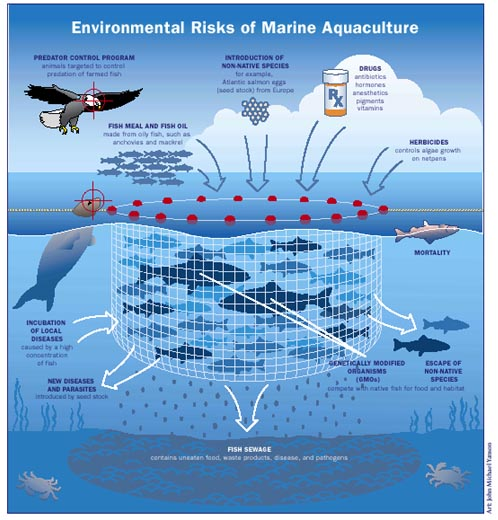 Environmental Risks of Marine Aquaculture
PREDATOR CONTROL PROGRAM
animals targeted to control
predation of farmed fish
INTRODUCTION OF
NON-NATIVE SPECIES
for example,
Atlantic salmon eggs
(seed stock) from Europe
DRUGS
antibiotics
hormones
anesthetics
pigments
vitamins
Rx
FISH MEAL AND FISH OIL
made from oily fish, such as
anchovies and mackrel
HERBICIDES
controls algae growth
on netpens
MORTALITY
INCUBATION
OF LOCAL
DISEASES
caused by a high
concentration
of fish
NEW DISEASES
AND PARASITES
introduced by seed stock
GENETICALLY MODIFIED
ORGANISMS
(GMOs)
compete with native fish for food and habitat
ESCAPE OF
NON-NATIVE
SPECIES
FISH SEWAGE
contains uneaten food, waste products, disease, and pathogens
Art: John Michael Yanson